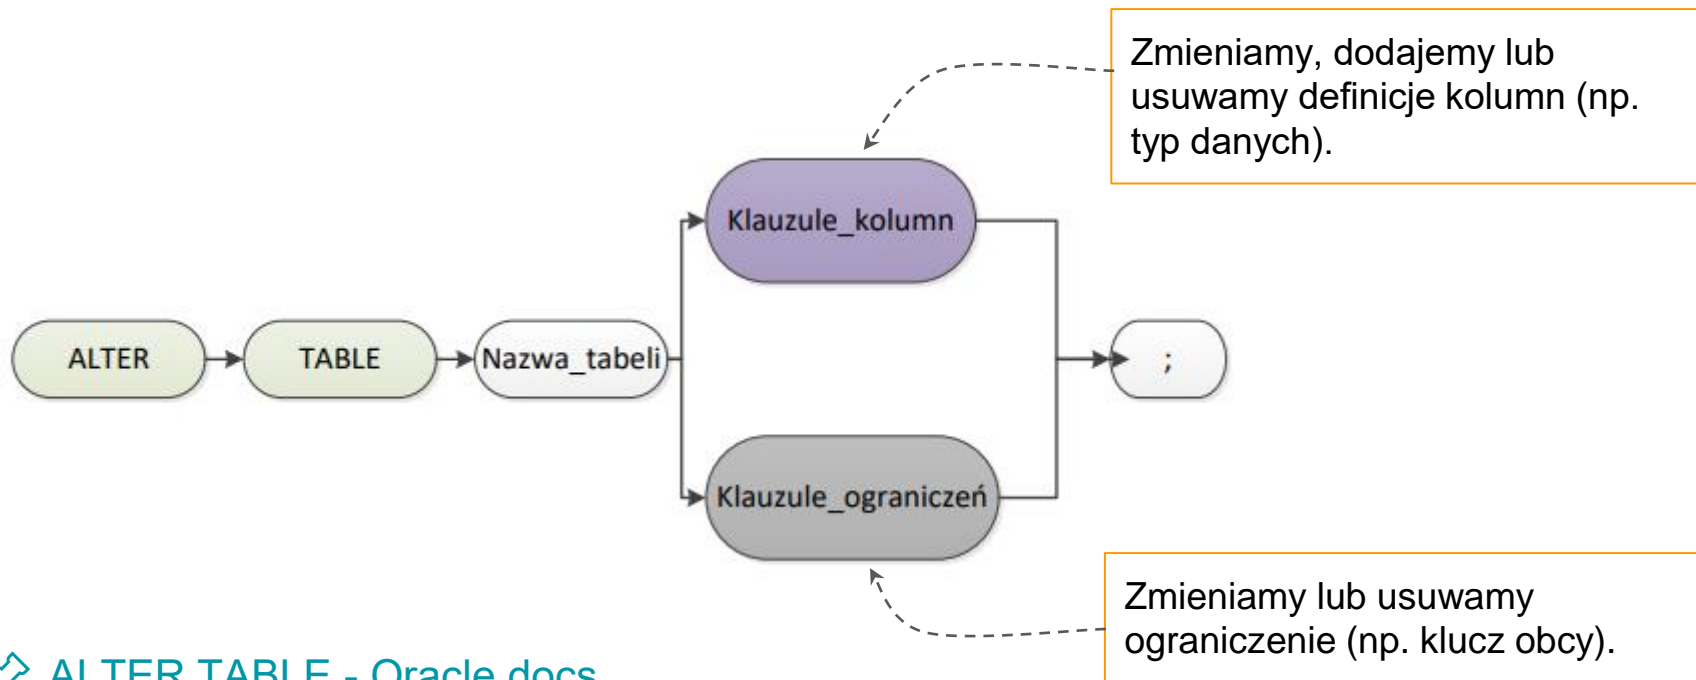 Zmieniamy, dodajemy lub
usuwamy definicje kolumn (np.
typ danych).
Klauzule_kolumn
ALTER
TABLE
Nazwa_tabeli
;
Klauzule_ograniczeń
Zmieniamy lub usuwamy
ograniczenie (np. klucz obcy).
ALTER TABLE - Oracle docs